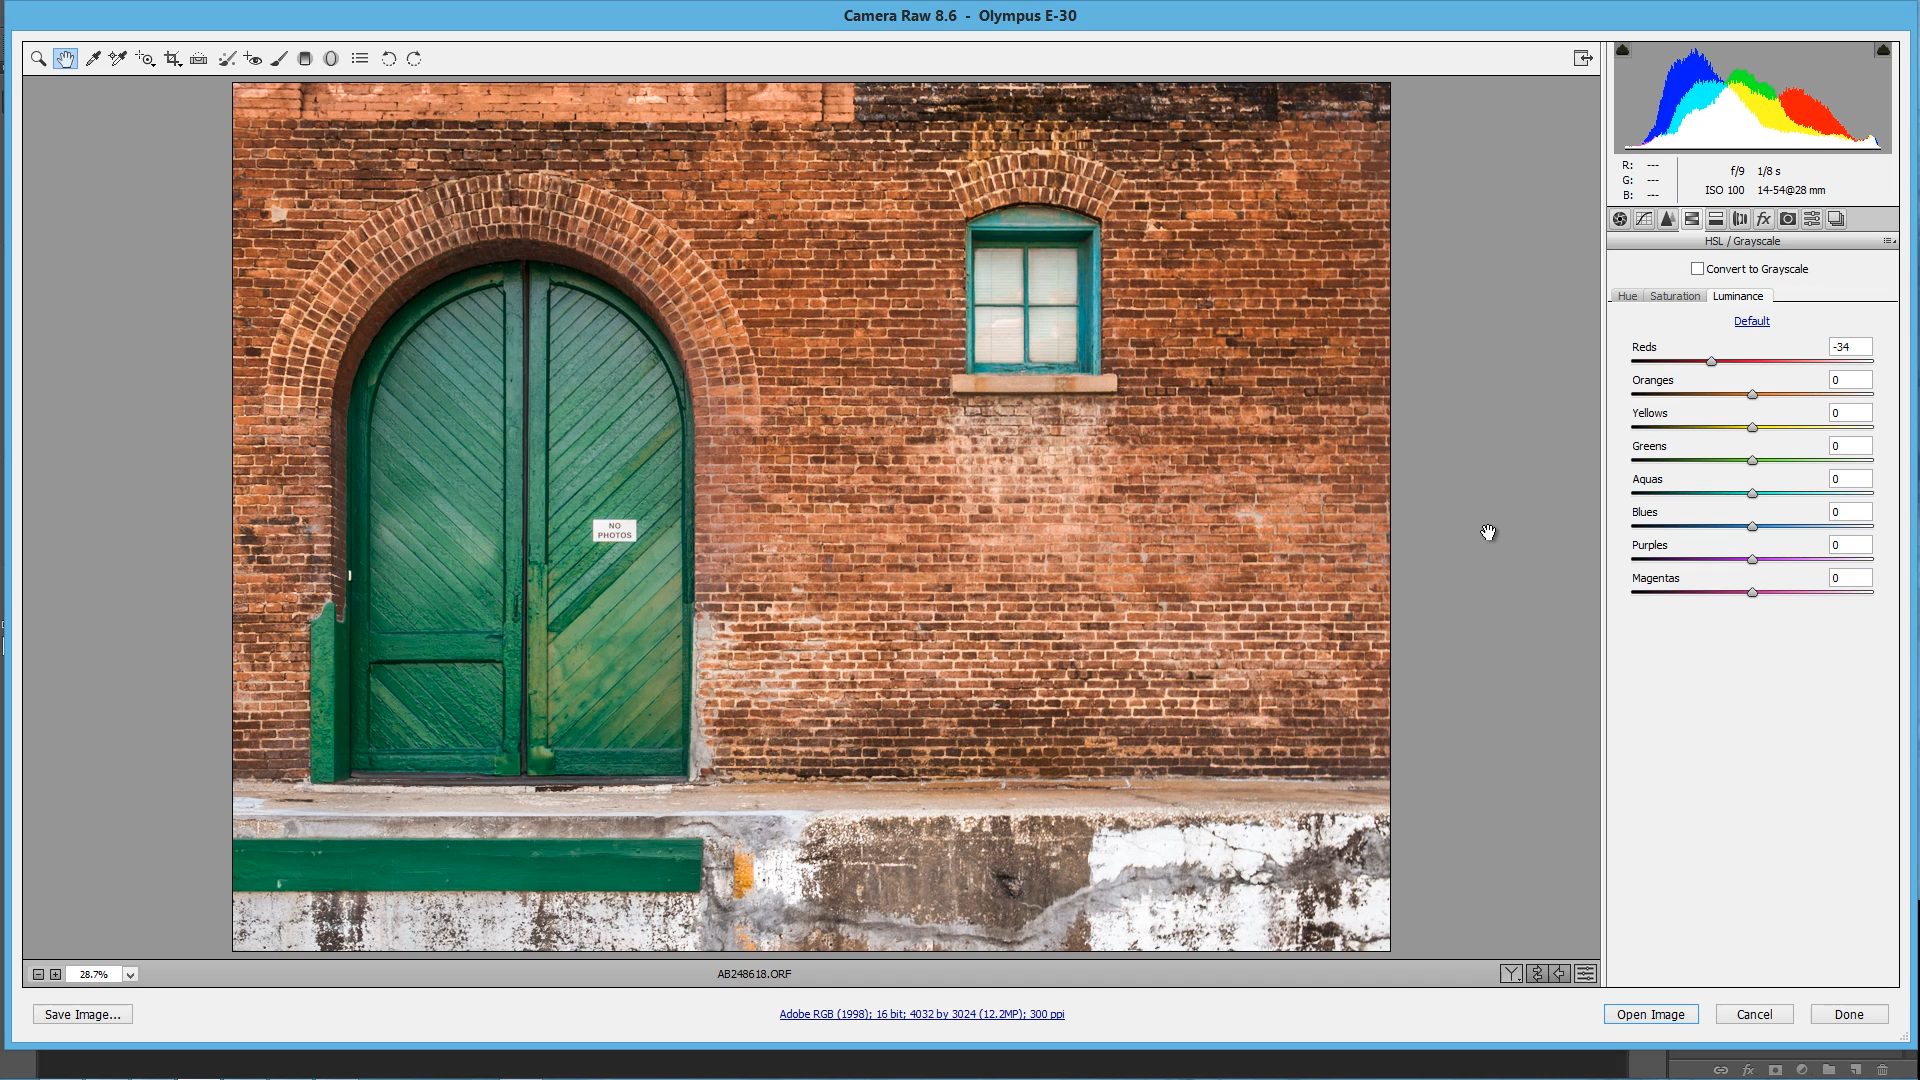 Camera Raw 8.6 - Olympus E-30
R: ---
G: ---
B: ---
f/9 1/8 s
ISO 100 14-54@28 mm
fx
HSL / Grayscale
Convert to Grayscale
Hue Saturation Luminance
Default
Reds -34
Oranges 0
Yellows 0
Greens 0
Aquas 0
Blues 0
Purples 0
Magentas 0
NO
PHOTOS
28.7%
AB248618.ORF
Y
Save Image...
Adobe RGB (1998); 16 bit; 4032 by 3024 (12.2MP); 300 ppi
Open Image
Cancel
Done
fx